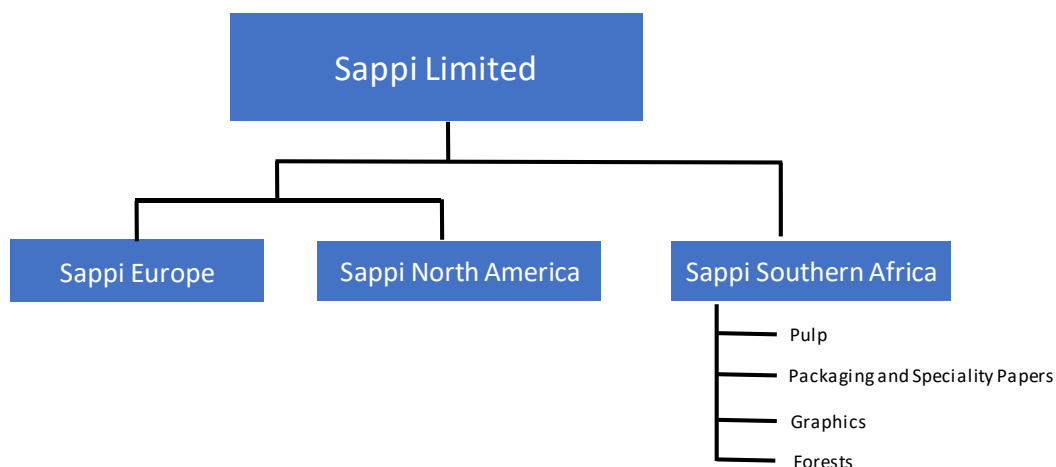 Sappi Limited
Sappi Europe
Sappi North America
Sappi Southern Africa
Pulp
Packaging and Speciality Papers
Graphics
Forests